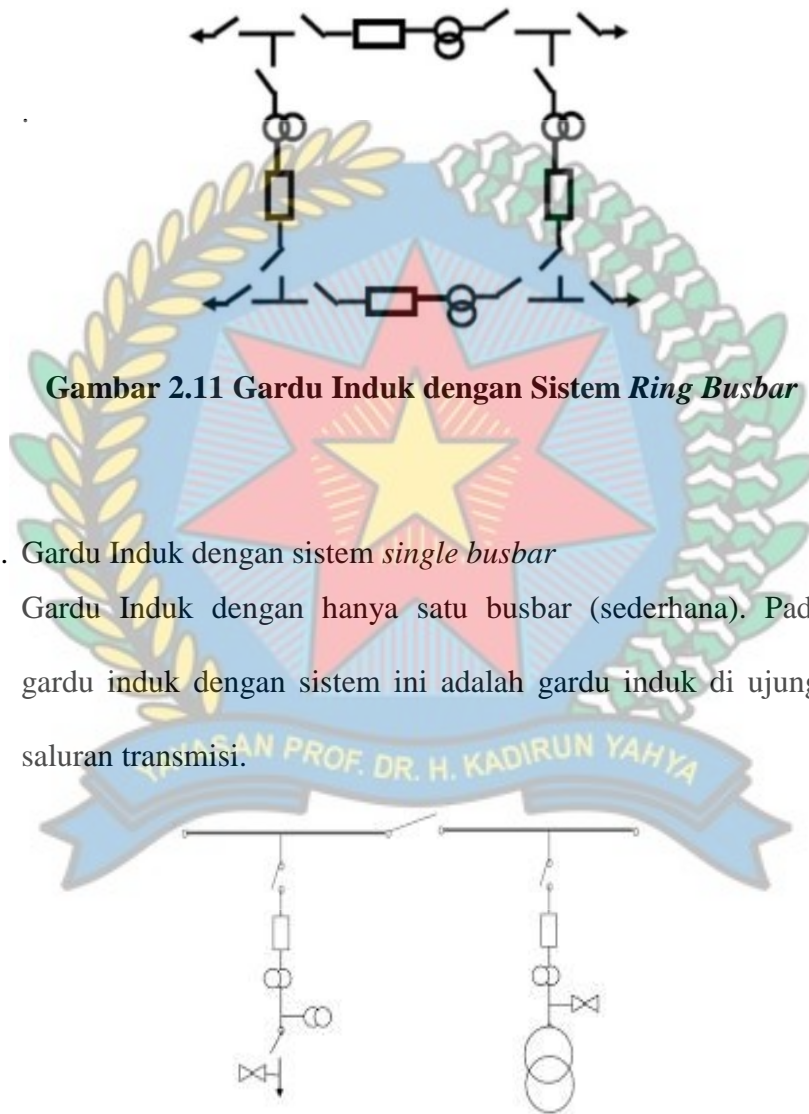 .
Gambar 2.11 Gardu Induk dengan Sistem Ring Busbar
. Gardu Induk dengan sistem single busbar
Gardu Induk dengan hanya satu busbar (sederhana). Pad
gardu induk dengan sistem ini adalah gardu induk di ujung
saluran transmisi.
YAYASAN PROF. DR. H. KADIRUN YAHYA